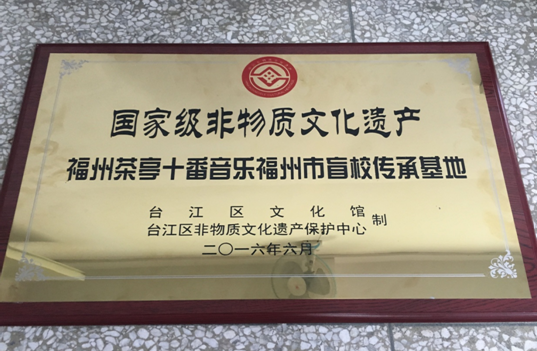 国家级非物质文化遗产
福州茶亭十番音乐福州市盲校传承基地
台江区文化馆
台江区非物质文化遗产保护中心 制
二〇一六年六月